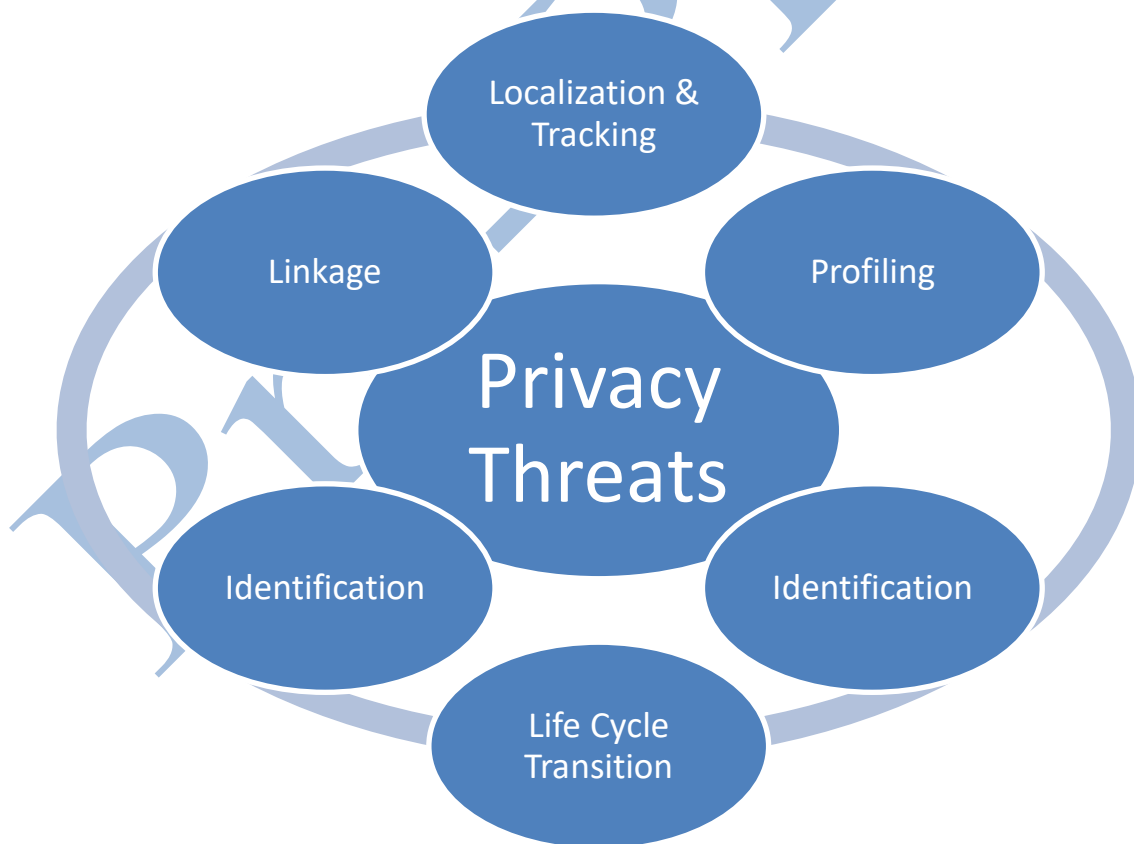 Localization &
Tracking
Linkage
Profiling
Privacy
Threats
Identification
Identification
Life Cycle
Transition